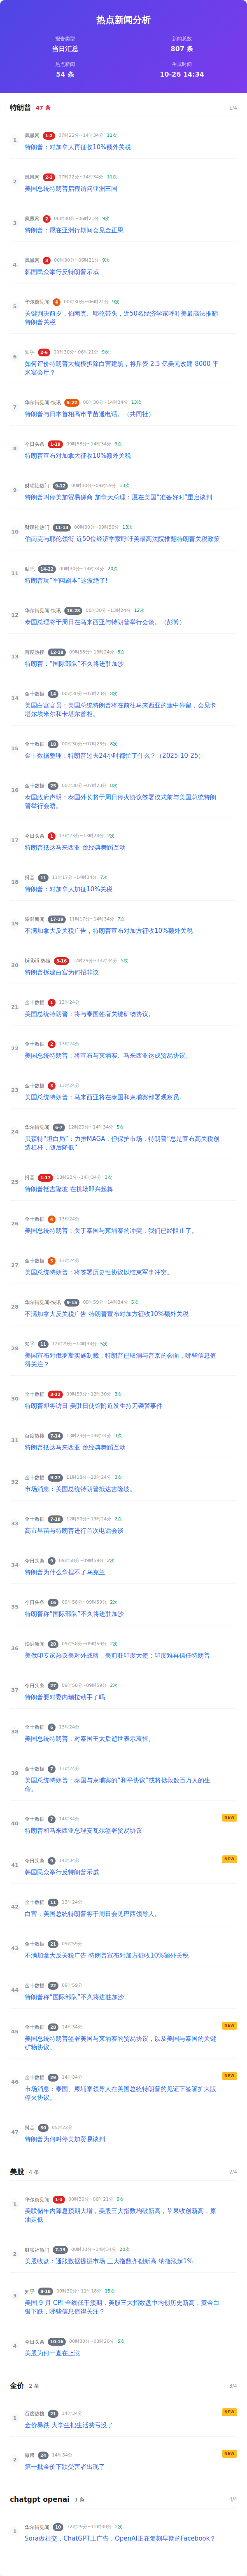 热点新闻分析
报告类型
当日汇总
新闻总数
807 条
热点新闻
54 条
生成时间
10-26 14:34
特朗普 47 条 1/4
1
凤凰网 1-2 07时22分~14时34分 11次
特朗普：对加拿大再征收10%额外关税
2
凤凰网 2-3 07时22分~14时34分 11次
美国总统特朗普启程访问亚洲三国
3
凤凰网 2 00时30分~06时21分 9次
特朗普：愿在亚洲行期间会见金正恩
4
凤凰网 3 00时30分~06时21分 9次
韩国民众举行反特朗普示威
5
华尔街见闻 4 00时30分~06时21分 9次
关键判决前夕，伯南克、耶伦带头，近50名经济学家呼吁美最高法推翻
特朗普关税
6
知乎 2-6 00时30分~06时21分 9次
如何评价特朗普大规模拆除白宫建筑，将斥资 2.5 亿美元改建 8000 平
米宴会厅？
7
华尔街见闻-快讯 5-22 00时30分~14时34分 13次
特朗普与日本首相高市早苗通电话。（共同社）
8
今日头条 1-19 09时58分~14时34分 9次
特朗普宣布对加拿大征收10%额外关税
9
财联社热门 9-12 00时30分~09时59分 13次
特朗普叫停美加贸易磋商 加拿大总理：愿在美国“准备好时”重启谈判
10
财联社热门 11-13 00时30分~09时59分 13次
伯南克与耶伦领衔 近50位经济学家呼吁美最高法院推翻特朗普关税政策
11
贴吧 14-22 00时30分~14时34分 20次
特朗普玩“军阀剧本”这波绝了!
12
华尔街见闻-快讯 16-28 00时30分~13时24分 12次
泰国总理将于周日在马来西亚与特朗普举行会谈。（彭博）
13
百度热搜 12-18 09时58分~13时24分 8次
特朗普：“国际部队”不久将进驻加沙
14
金十数据 14 00时30分~07时23分 8次
美国白宫官员：美国总统特朗普将在前往马来西亚的途中停留，会见卡
塔尔埃米尔和卡塔尔首相。
15
金十数据 18 00时30分~07时23分 8次
金十数据整理：特朗普过去24小时都忙了什么？（2025-10-25）
16
金十数据 25 00时30分~07时23分 8次
泰国政府声明：泰国外长将于周日停火协议签署仪式前与美国总统特朗
普举行会晤。
17
今日头条 1 13时23分~13时24分 2次
特朗普抵达马来西亚 跳经典舞蹈互动
18
抖音 11 11时17分~14时34分 7次
特朗普：对加拿大加征10%关税
19
澎湃新闻 17-19 11时17分~14时34分 7次
不满加拿大反关税广告，特朗普宣布对加方征收10%额外关税
20
bilibili 热搜 3-16 12时29分~14时34分 5次
特朗普拆建白宫为何招非议
21
金十数据 1 13时24分
美国总统特朗普：将与泰国签署关键矿物协议。
22
金十数据 2 13时24分
美国总统特朗普：将宣布与柬埔寨、马来西亚达成贸易协议。
23
金十数据 3 13时24分
美国总统特朗普：马来西亚将在泰国和柬埔寨部署观察员。
24
华尔街见闻 6-7 12时29分~14时34分 5次
贝森特“坦白局”：力推MAGA，但保护市场，特朗普“总是宣布高关税创
造杠杆，随后降低”
25
抖音 1-17 13时23分~14时34分 3次
特朗普抵吉隆坡 在机场即兴起舞
26
金十数据 4 13时24分
美国总统特朗普：关于泰国与柬埔寨的冲突，我们已经阻止了。
27
金十数据 5 13时24分
美国总统特朗普：将签署历史性协议以结束军事冲突。
28
华尔街见闻-快讯 8-15 09时59分~14时34分 5次
不满加拿大反关税广告 特朗普宣布对加方征收10%额外关税
29
知乎 11 12时29分~14时34分 5次
美国宣布对俄罗斯实施制裁，特朗普已取消与普京的会面，哪些信息值
得关注？
30
金十数据 3-22 09时59分~12时30分 3次
特朗普即将访日 美驻日使馆附近发生持刀袭警事件
31
百度热搜 7-14 13时23分~14时34分 3次
特朗普抵达马来西亚 跳经典舞蹈互动
32
金十数据 9-27 11时18分~13时24分 2次
市场消息：美国总统特朗普抵达吉隆坡。
33
金十数据 7-18 10时30分~13时24分 2次
高市早苗与特朗普进行首次电话会谈
34
今日头条 9 09时58分~09时59分 2次
特朗普为什么拿捏不了乌克兰
35
今日头条 16 09时58分~09时59分 2次
特朗普称“国际部队”不久将进驻加沙
36
澎湃新闻 20 09时58分~09时59分 2次
美俄印专家热议美对外战略，美前驻印度大使：印度难再信任特朗普
37
今日头条 27 09时58分~09时59分 2次
特朗普要对委内瑞拉动手了吗
38
金十数据 6 13时24分
美国总统特朗普：对泰国王太后逝世表示哀悼。
39
金十数据 7 13时24分
美国总统特朗普：泰国与柬埔寨的“和平协议”或将拯救数百万人的生
命。
40
金十数据 7 14时34分 NEW
特朗普和马来西亚总理安瓦尔签署贸易协议
41
今日头条 9 14时34分 NEW
韩国民众举行反特朗普示威
42
金十数据 11 13时24分
白宫：美国总统特朗普将于周日会见巴西领导人。
43
金十数据 21 09时59分
不满加拿大反关税广告 特朗普宣布对加方征收10%额外关税
44
金十数据 22 09时59分
特朗普称“国际部队”不久将进驻加沙
45
金十数据 28 14时34分 NEW
美国总统特朗普签署美国与柬埔寨的贸易协议，以及美国与泰国的关键
矿物协议。
46
金十数据 29 14时34分 NEW
市场消息：泰国、柬埔寨领导人在美国总统特朗普的见证下签署扩大版
停火协议。
47
抖音 30 05时22分
特朗普为何叫停美加贸易谈判
美股 4 条 2/4
1
华尔街见闻 1-3 00时30分~06时21分 9次
美联储年内降息预期大增，美股三大指数均破新高，苹果收创新高，原
油走低
2
财联社热门 7-13 00时30分~14时34分 20次
美股收盘：通胀数据提振市场 三大指数齐创新高 纳指涨超1%
3
知乎 8-18 00时30分~11时18分 15次
美国 9 月 CPI 全线低于预期，美股三大指数盘中均创历史新高，黄金白
银下跌，哪些信息值得关注？
4
今日头条 10-16 00时30分~03时20分 5次
美股为何一直在上涨
金价 2 条 3/4
1
百度热搜 21 14时34分 NEW
金价暴跌 大学生把生活费亏没了
2
微博 24 14时34分 NEW
第一批金价下跌受害者出现了
chatgpt openai 1 条 4/4
1
华尔街见闻 10 12时29分~12时30分 2次
Sora做社交，ChatGPT上广告，OpenAI正在复刻早期的Facebook？